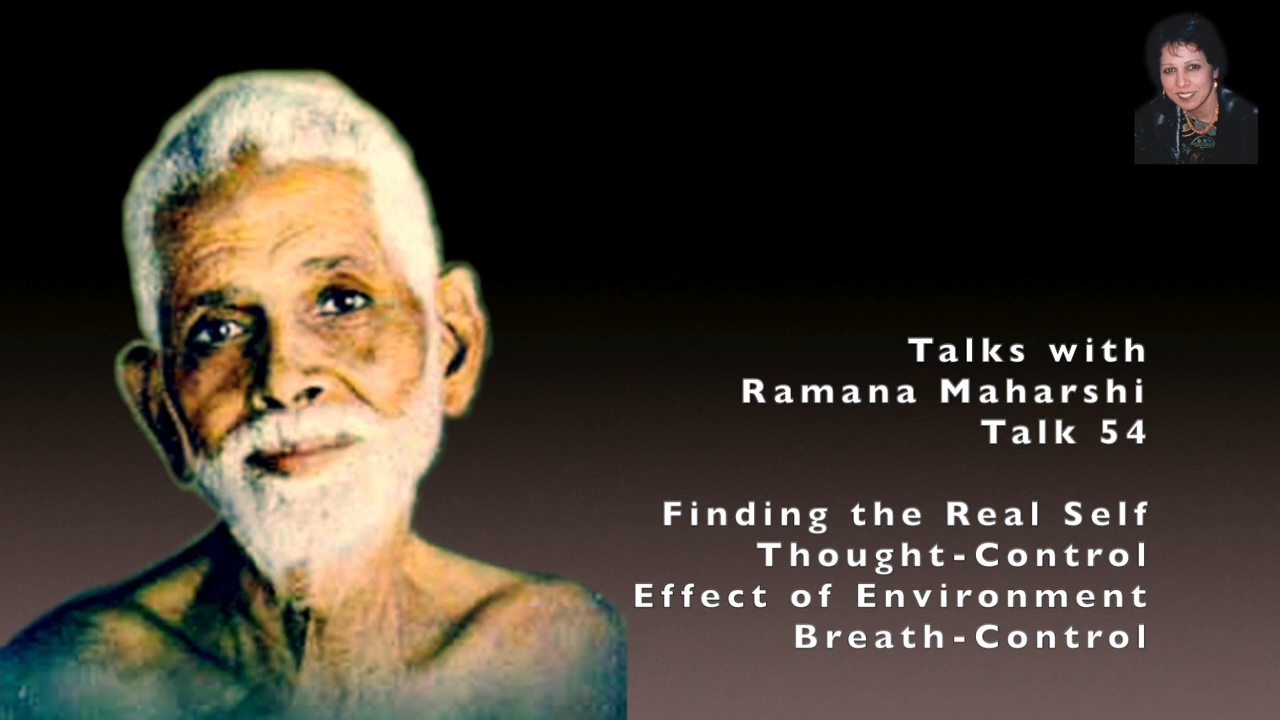 Talks with
Ramana Maharshi
Talk 54
Finding the Real Self
Thought-Control
Effect of Environment
Breath-Control